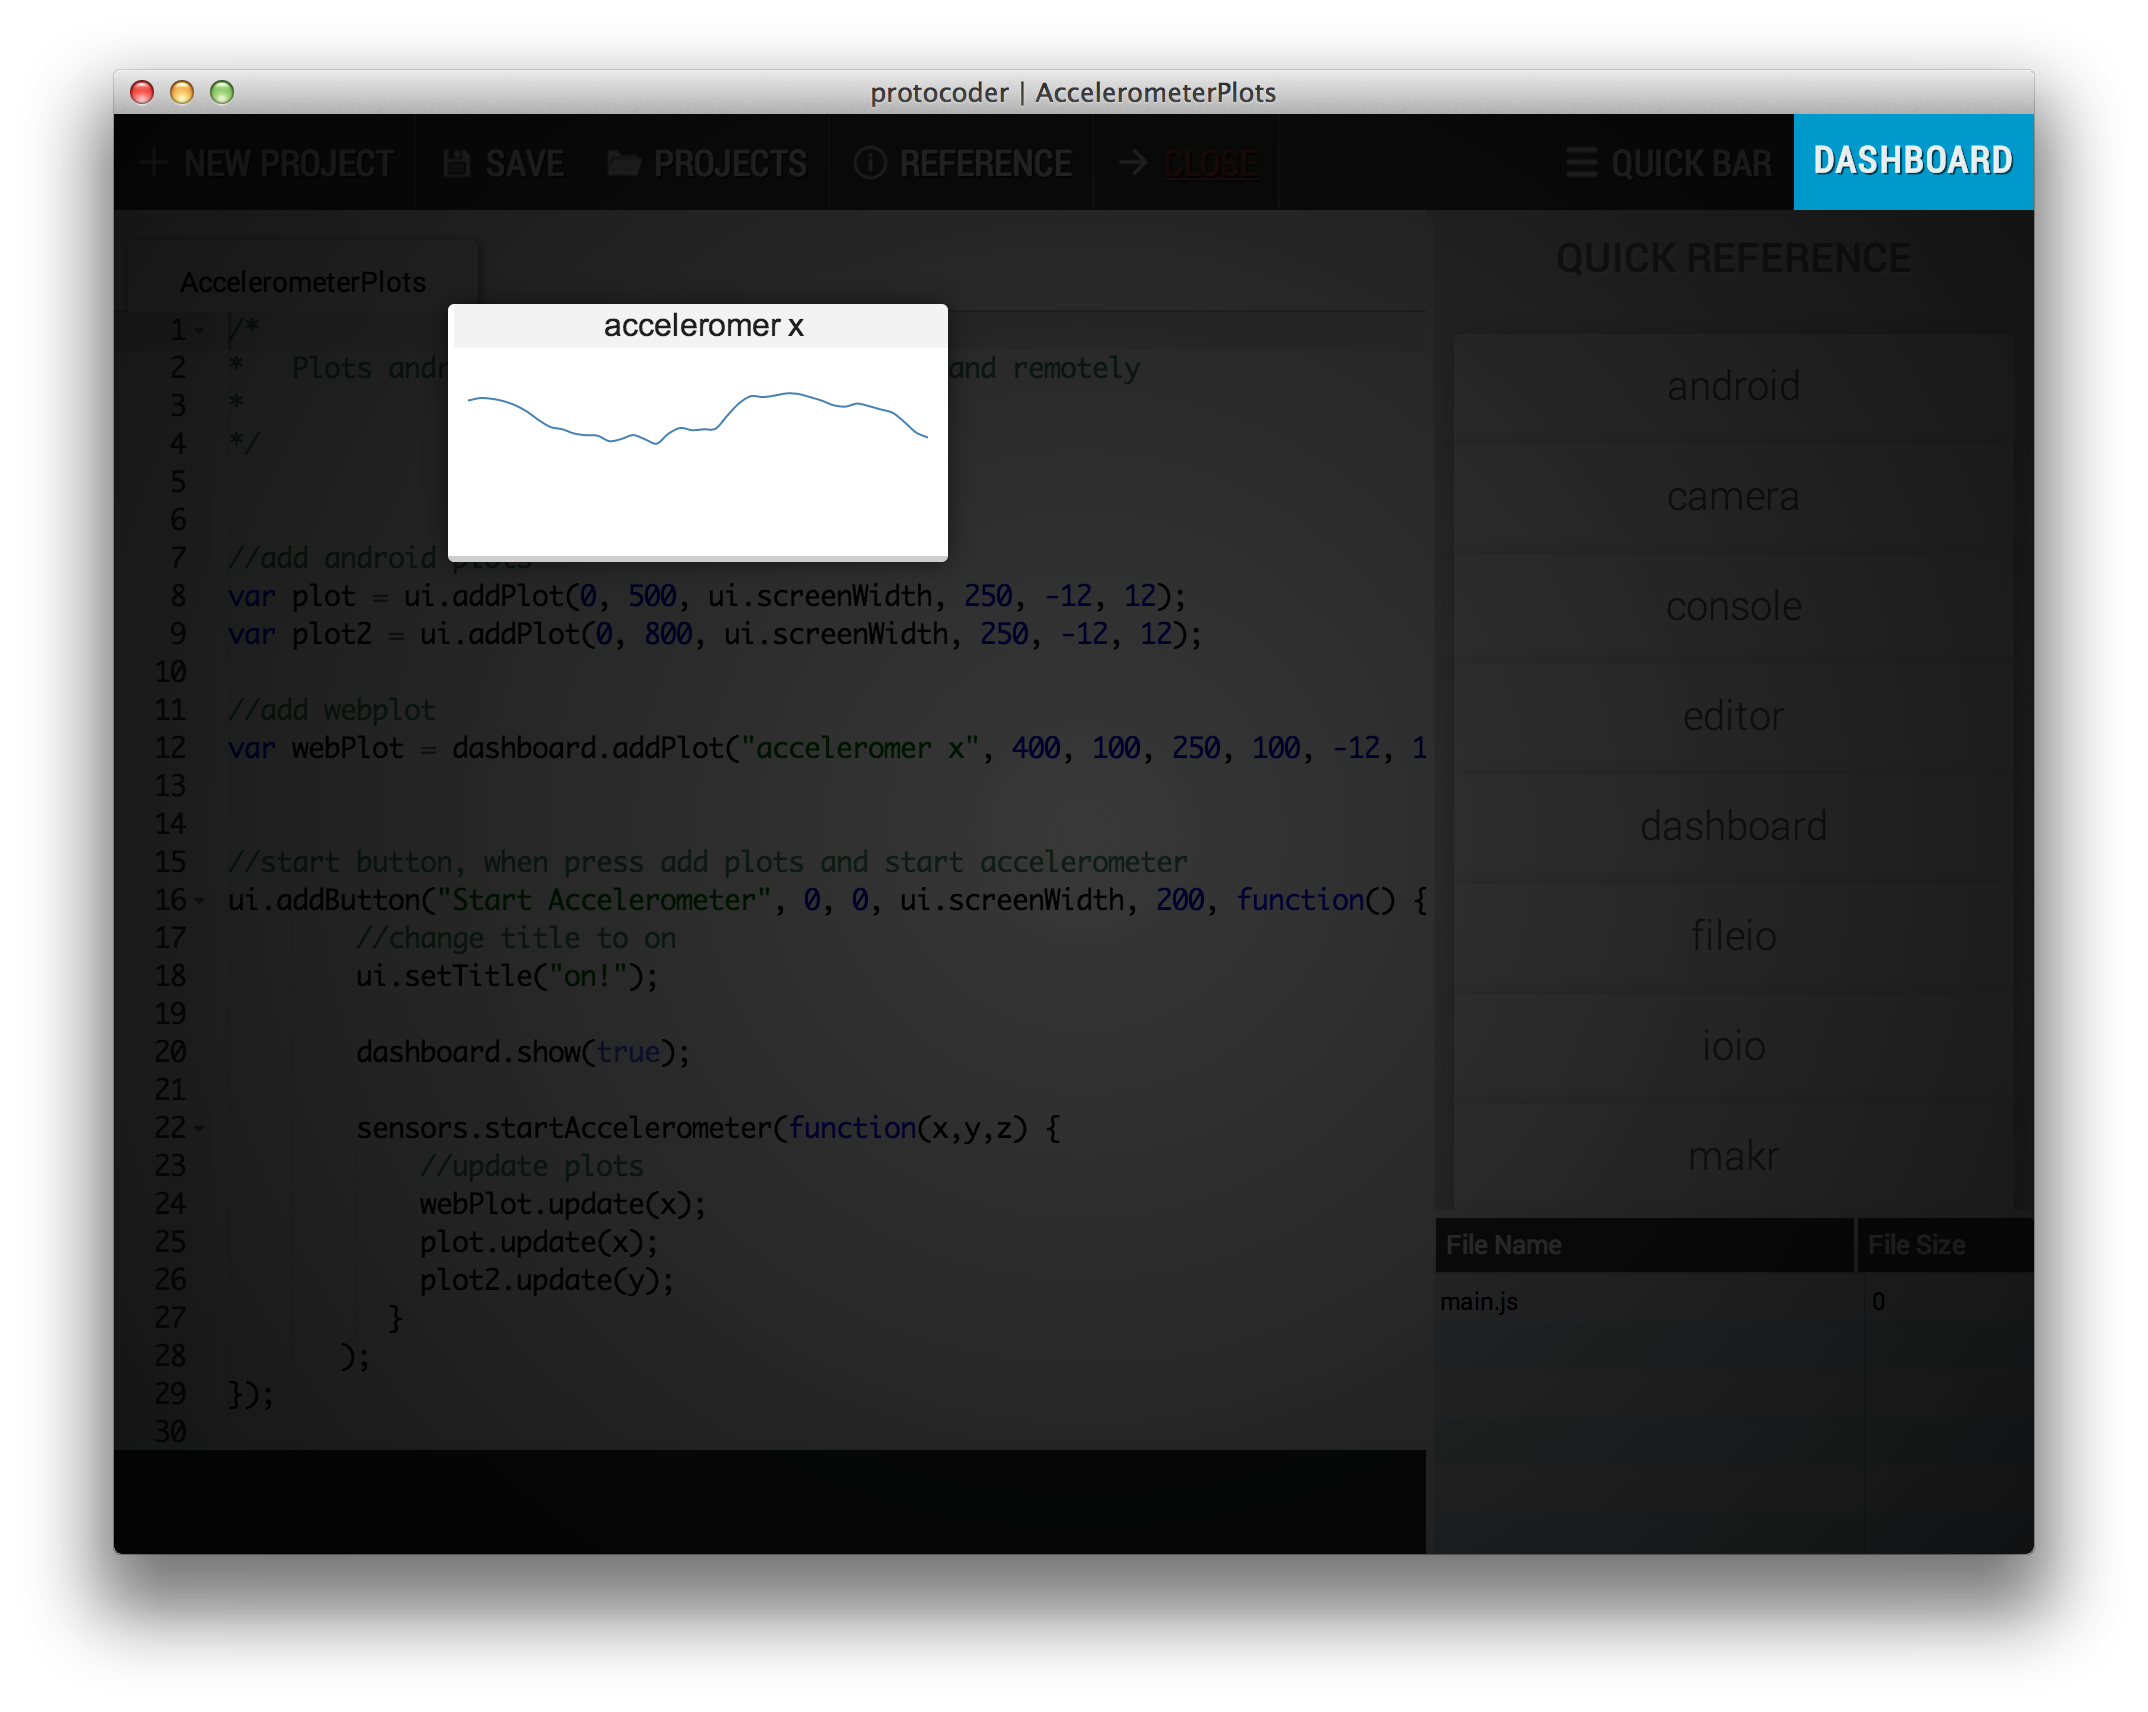 protocoder | AccelerometerPlots
NEW PROJECT SAVE PROJECTS REFERENCE CLOSE QUICK BAR DASHBOARD
AccelerometerPlots
QUICK REFERENCE
acceleromer x
1 /*
2 * Plots andr and remotely
3 *
4 */
5
6
7 //add android plots
8 var plot = ui.addPlot(0, 500, ui.screenWidth, 250, -12, 12);
9 var plot2 = ui.addPlot(0, 800, ui.screenWidth, 250, -12, 12);
10
11 //add webplot
12 var webPlot = dashboard.addPlot("acceleromer x", 400, 100, 250, 100, -12, 1
13
14
15 //start button, when press add plots and start accelerometer
16 ui.addButton("Start Accelerometer", 0, 0, ui.screenWidth, 200, function() {
17 //change title to on
18 ui.setTitle("on!");
19
20 dashboard.show(true);
21
22 sensors.startAccelerometer(function(x,y,z) {
23 //update plots
24 webPlot.update(x);
25 plot.update(x);
26 plot2.update(y);
27 }
28 );
29 });
30
android
camera
console
editor
dashboard
fileio
ioio
makr
File Name File Size
main.js 0